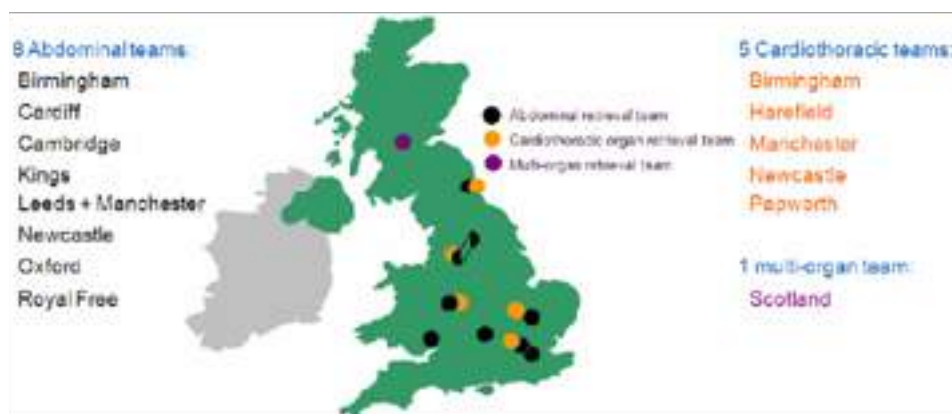 8 Abdominal teams:
Birmingham
Cardiff
Cambridge
Kings
Leeds + Manchester
Newcastle
Oxford
Royal Free
Abdominal retrieval team
Cardiothoracic organ retrieval team
Multi-organ retrieval team
5 Cardiothoracic teams:
Birmingham
Harefield
Manchester
Newcastle
Papworth
1 multi-organ team:
Scotland